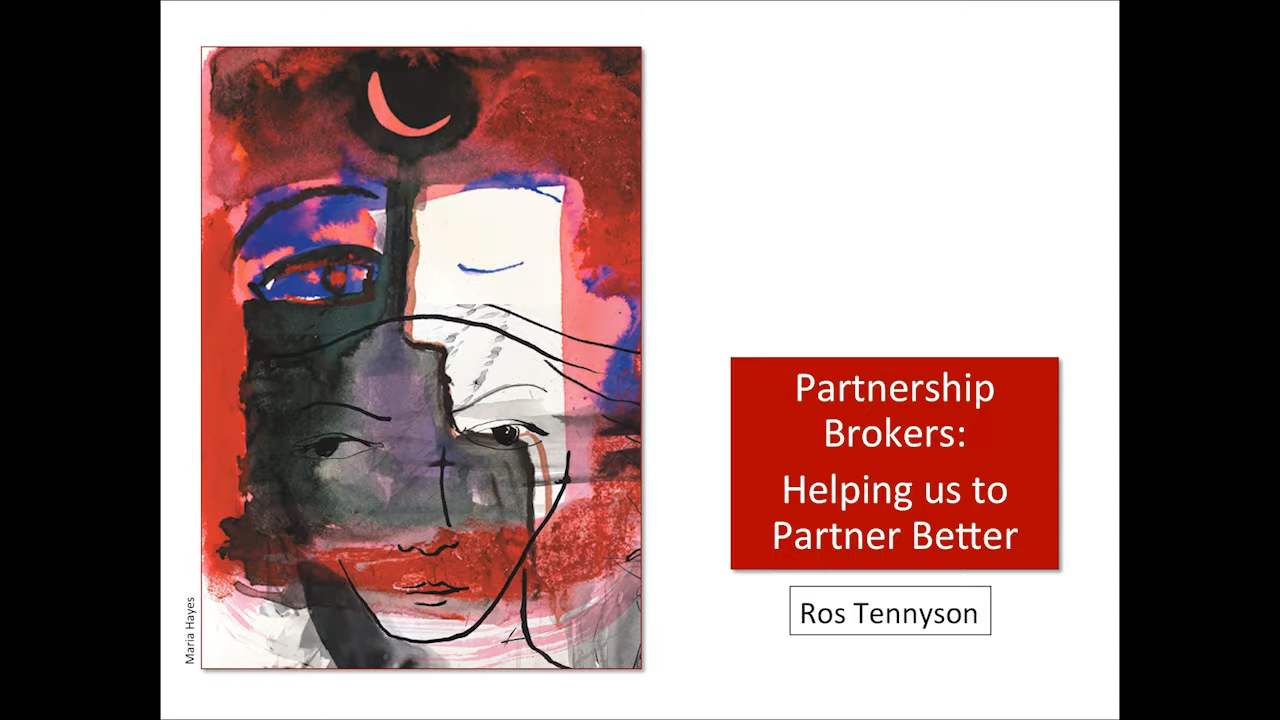 Maria Hayes
Partnership
Brokers:
Helping us to
Partner Better
Ros Tennyson